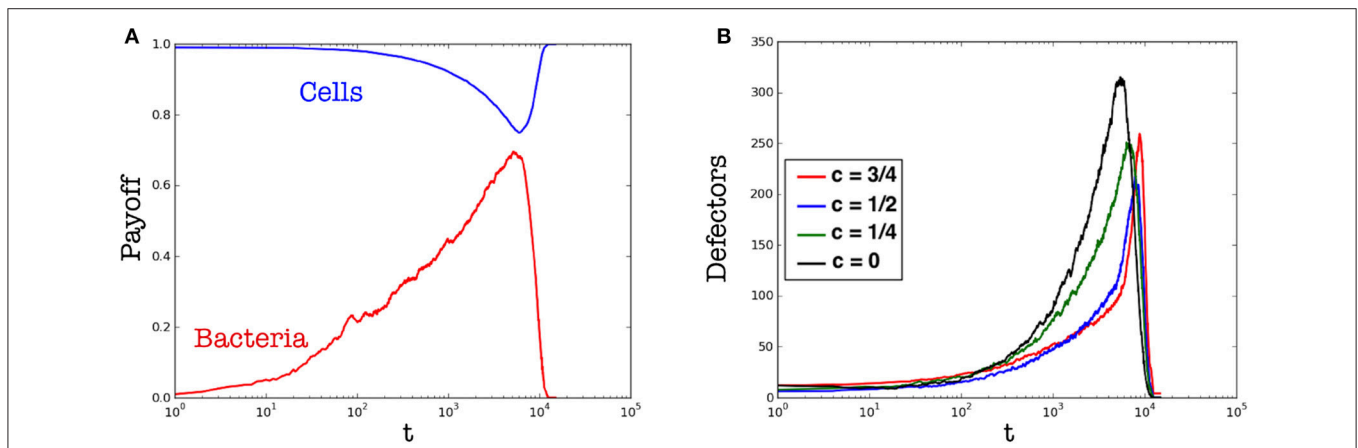 A
1.0
0.8
0.6
0.4
0.2
0.0
Payoff
Cells
Bacteria
10^0
10^1
10^2
10^3
10^4
10^5
t
B
350
300
250
200
150
100
50
0
Defectors
c = 3/4
c = 1/2
c = 1/4
c = 0
10^0
10^1
10^2
10^3
10^4
10^5
t